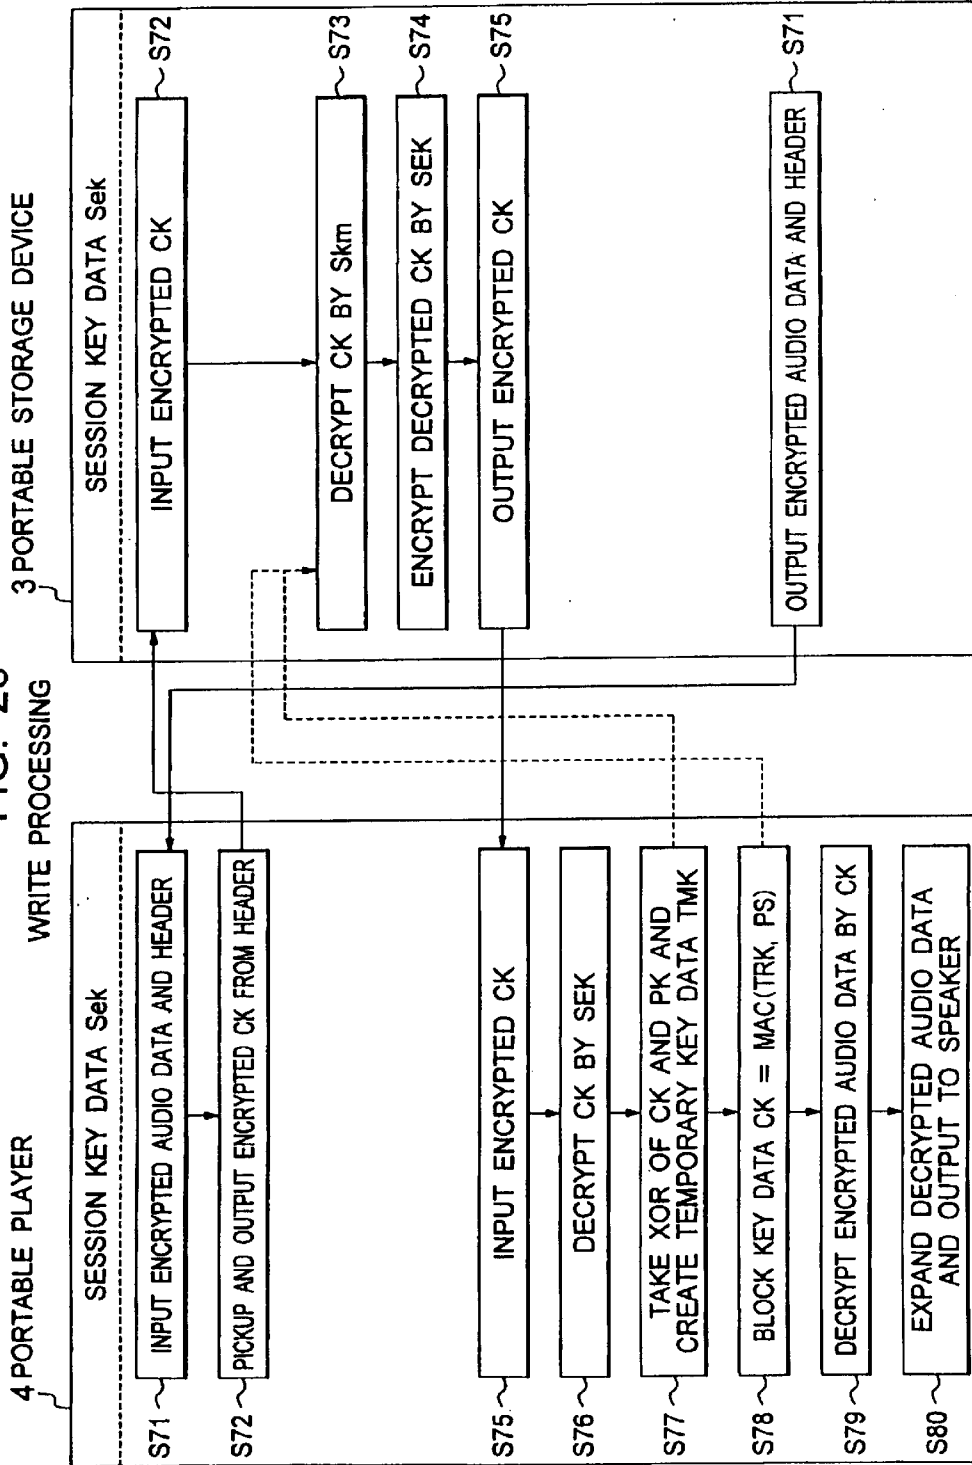 WRITE PROCESSING
4 PORTABLE PLAYER
SESSION KEY DATA Sek
S71
INPUT ENCRYPTED AUDIO DATA AND HEADER
S72
PICKUP AND OUTPUT ENCRYPTED CK FROM HEADER
S75
INPUT ENCRYPTED CK
S76
DECRYPT CK BY SEK
S77
TAKE XOR OF CK AND PK AND
CREATE TEMPORARY KEY DATA TMK
S78
BLOCK KEY DATA CK = MAC(TRK, PS)
S79
DECRYPT ENCRYPTED AUDIO DATA BY CK
S80
EXPAND DECRYPTED AUDIO DATA
AND OUTPUT TO SPEAKER
3 PORTABLE STORAGE DEVICE
SESSION KEY DATA Sek
INPUT ENCRYPTED CK
S72
DECRYPT CK BY Skm
S73
ENCRYPT DECRYPTED CK BY SEK
S74
OUTPUT ENCRYPTED CK
S75
OUTPUT ENCRYPTED AUDIO DATA AND HEADER
S71